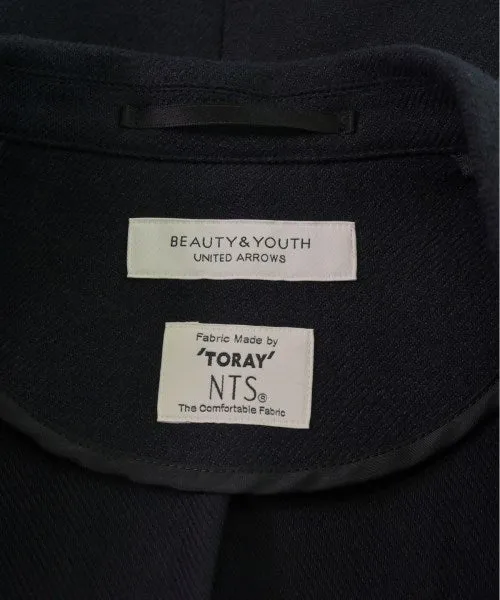 BEAUTY&YOUTH
UNITED ARROWS
Fabric Made by
'TORAY'
NTS®
The Comfortable Fabric